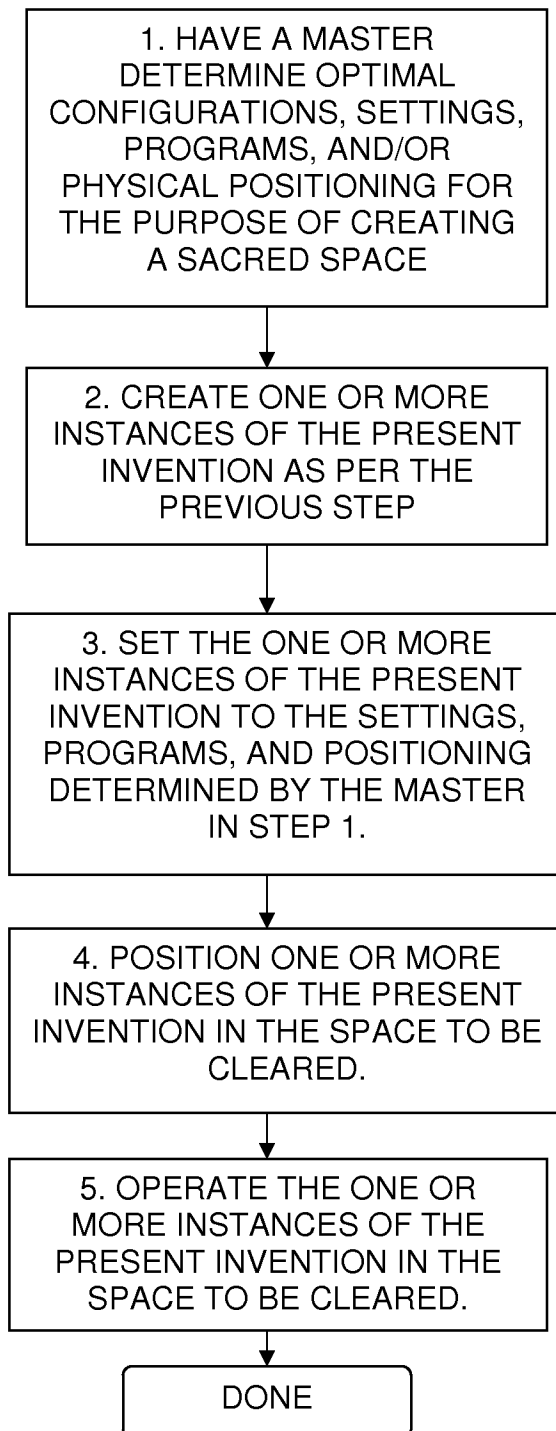 1. HAVE A MASTER
DETERMINE OPTIMAL
CONFIGURATIONS, SETTINGS,
PROGRAMS, AND/OR
PHYSICAL POSITIONING FOR
THE PURPOSE OF CREATING
A SACRED SPACE
2. CREATE ONE OR MORE
INSTANCES OF THE PRESENT
INVENTION AS PER THE
PREVIOUS STEP
3. SET THE ONE OR MORE
INSTANCES OF THE PRESENT
INVENTION TO THE SETTINGS,
PROGRAMS, AND POSITIONING
DETERMINED BY THE MASTER
IN STEP 1.
4. POSITION ONE OR MORE
INSTANCES OF THE PRESENT
INVENTION IN THE SPACE TO BE
CLEARED.
5. OPERATE THE ONE OR
MORE INSTANCES OF THE
PRESENT INVENTION IN THE
SPACE TO BE CLEARED.
DONE